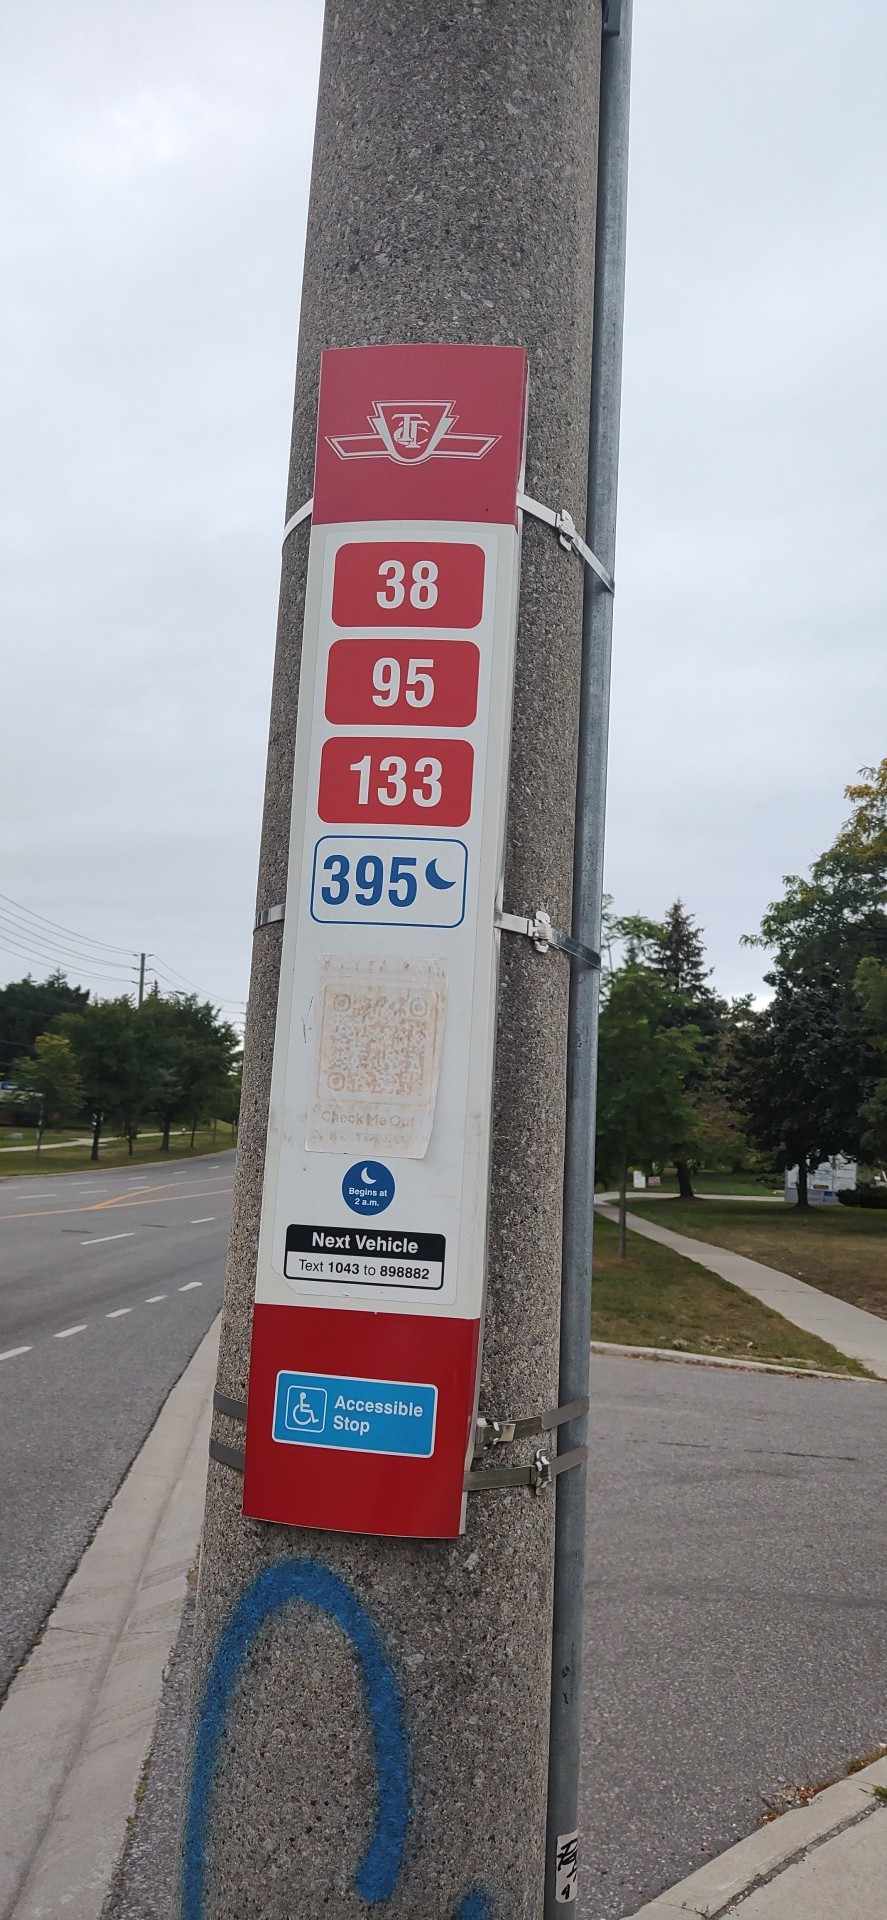 TTC
38
95
133
395
Check Me Out
Begins at
2 a.m.
Next Vehicle
Text 1043 to 898882
Accessible
Stop